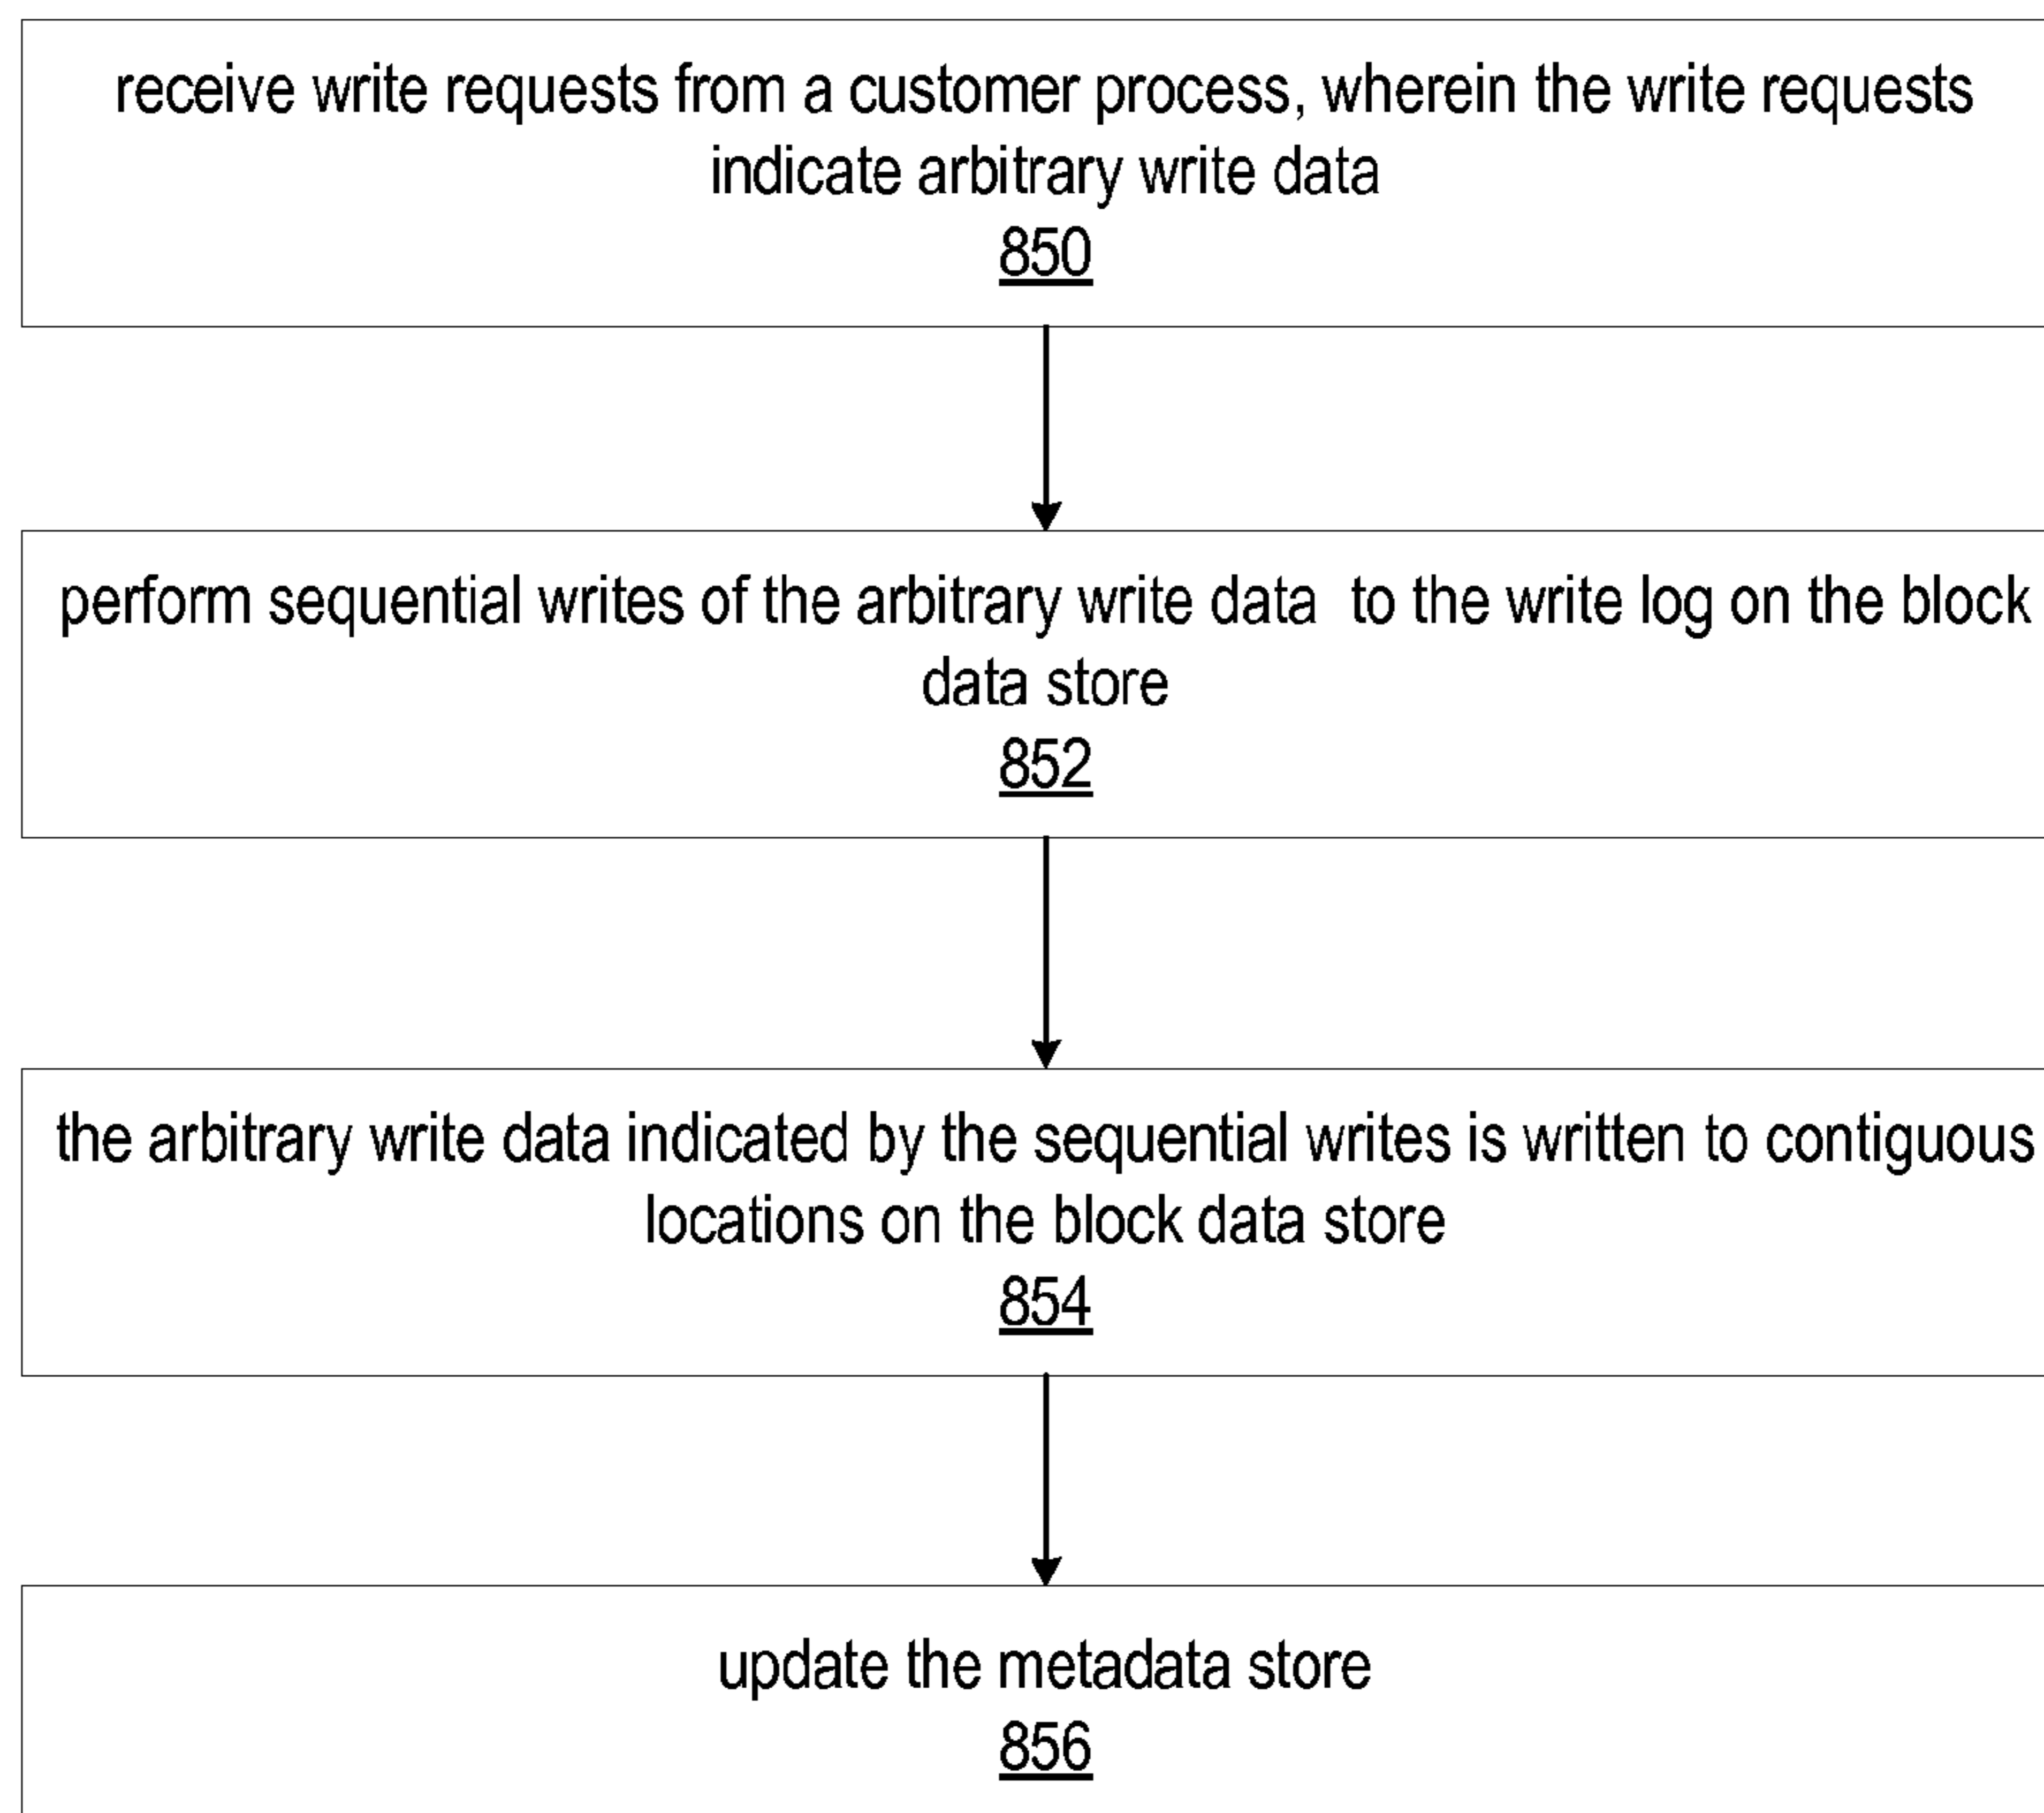 receive write requests from a customer process, wherein the write requests
indicate arbitrary write data
850
perform sequential writes of the arbitrary write data  to the write log on the block
data store
852
the arbitrary write data indicated by the sequential writes is written to contiguous
locations on the block data store
854
update the metadata store
856